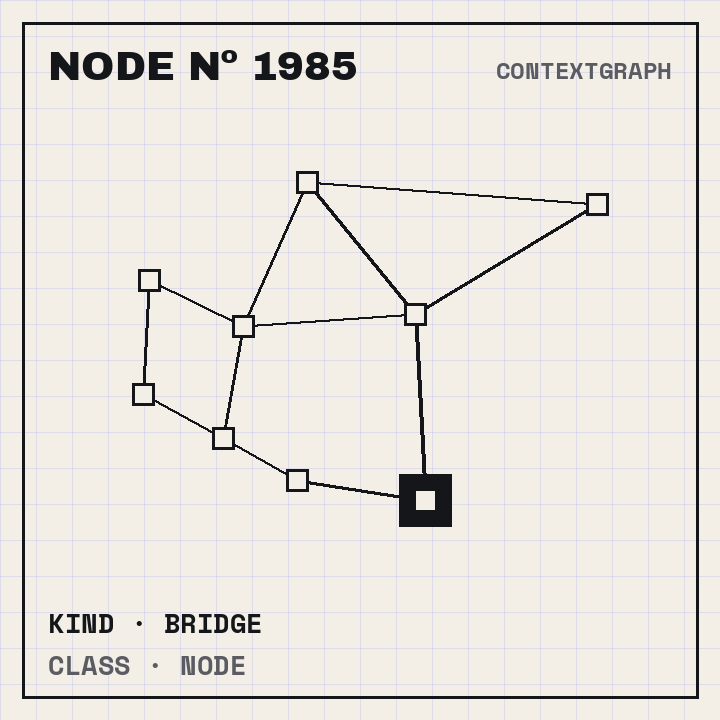 NODE Nº 1985
CONTEXTGRAPH
KIND · BRIDGE
CLASS · NODE